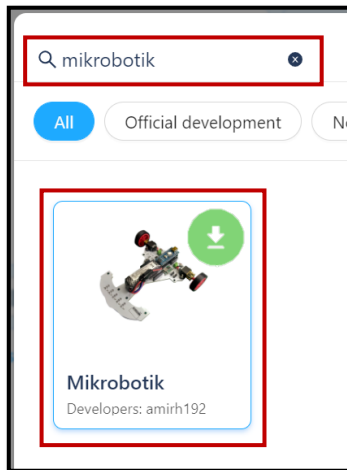 mikrobotik
All
Official development
Mikrobotik
Developers: amirh192